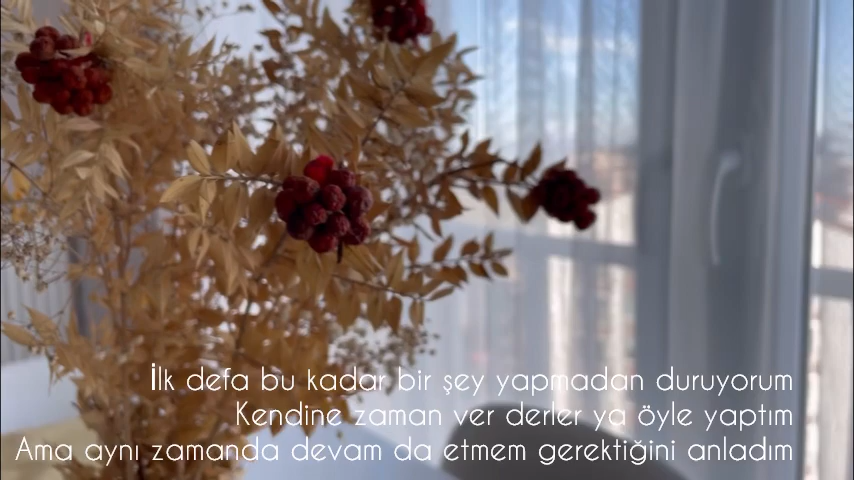 İlk defa bu kadar bir şey yapmadan duruyorum
Kendine zaman ver derler ya öyle yaptım
Ama aynı zamanda devam da etmem gerektiğini anladım